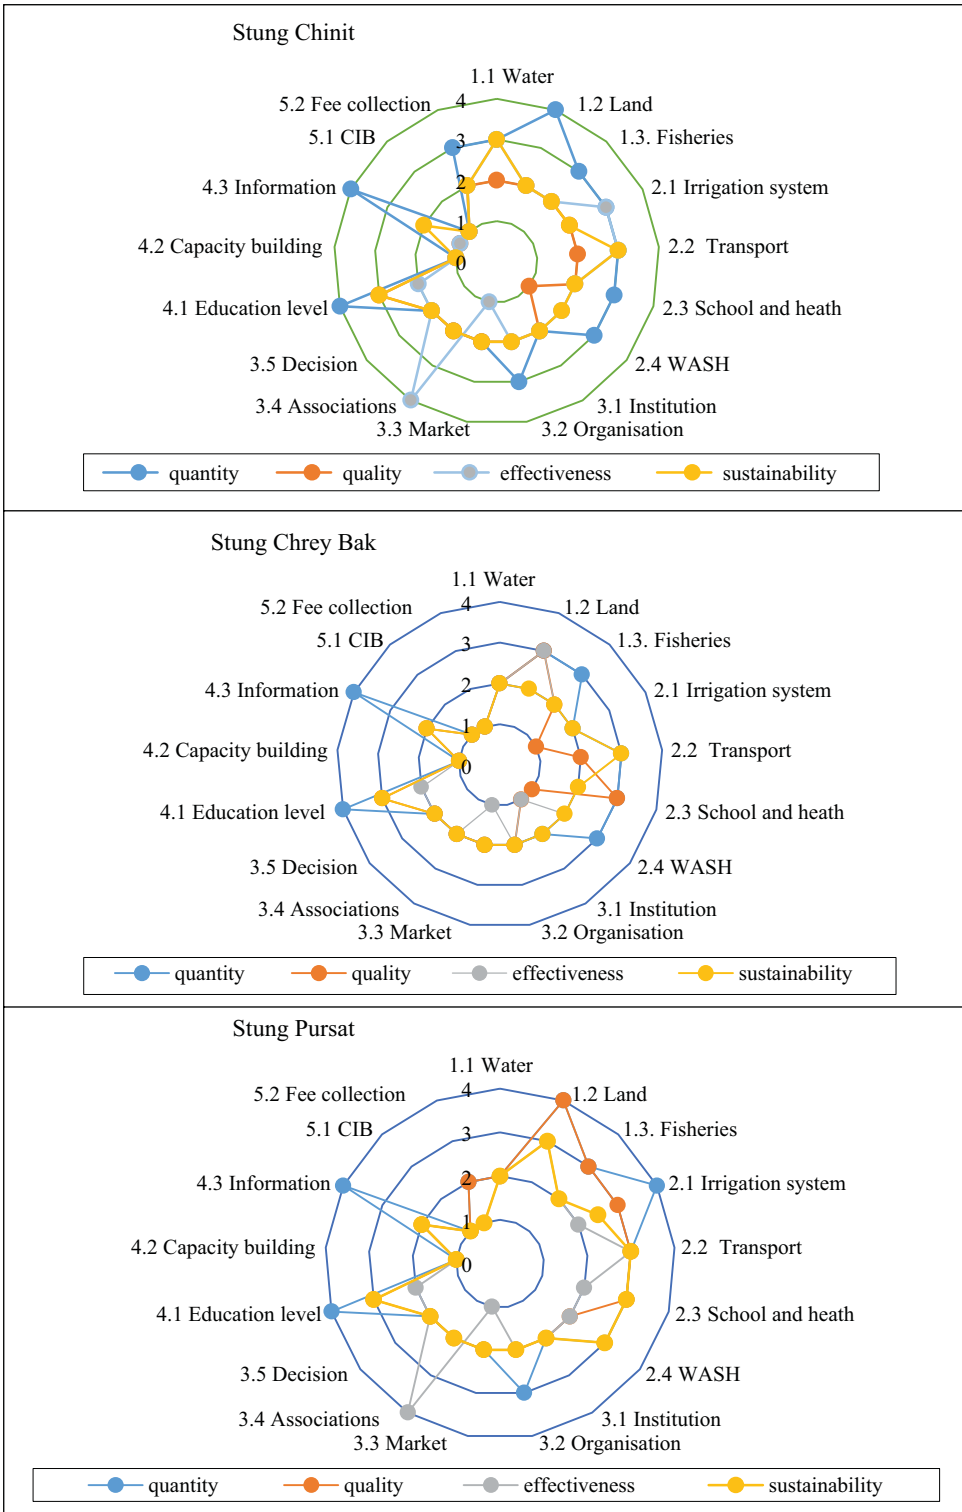 Stung Chinit
1.1 Water
5.2 Fee collection
4
1.2 Land
5.1 CIB
3
1.3. Fisheries
4.3 Information
2
2.1 Irrigation system
1
4.2 Capacity building
0
2.2 Transport
4.1 Education level
2.3 School and heath
3.5 Decision
2.4 WASH
3.4 Associations
3.1 Institution
3.3 Market
3.2 Organisation
quantity quality effectiveness sustainability
Stung Chrey Bak
1.1 Water
5.2 Fee collection
4
1.2 Land
5.1 CIB
3
1.3. Fisheries
4.3 Information
2
2.1 Irrigation system
1
4.2 Capacity building
0
2.2 Transport
4.1 Education level
2.3 School and heath
3.5 Decision
2.4 WASH
3.4 Associations
3.1 Institution
3.3 Market
3.2 Organisation
quantity quality effectiveness sustainability
Stung Pursat
1.1 Water
5.2 Fee collection
4
1.2 Land
5.1 CIB
3
1.3. Fisheries
4.3 Information
2
2.1 Irrigation system
1
4.2 Capacity building
0
2.2 Transport
4.1 Education level
2.3 School and heath
3.5 Decision
2.4 WASH
3.4 Associations
3.1 Institution
3.3 Market
3.2 Organisation
quantity quality effectiveness sustainability